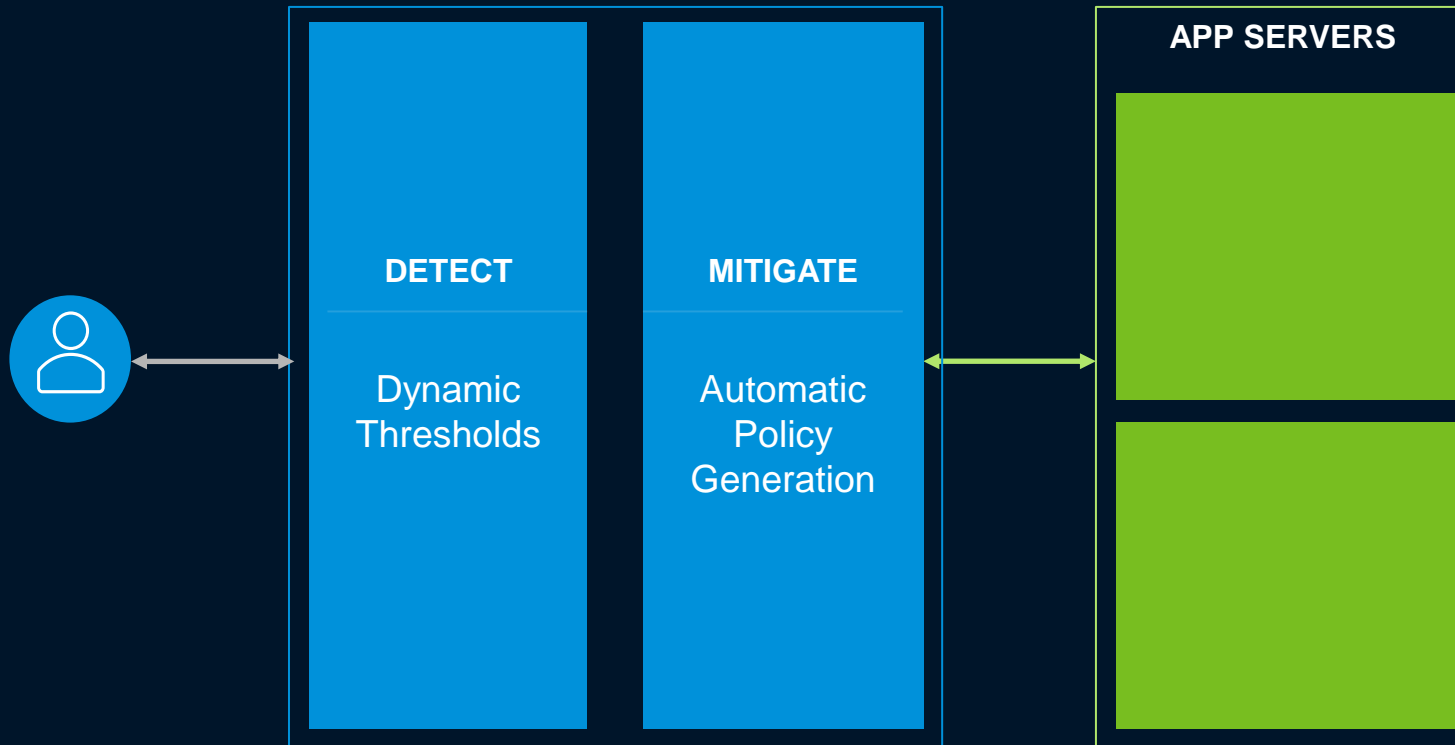 APP SERVERS
DETECT
Dynamic
Thresholds
MITIGATE
Automatic
Policy
Generation